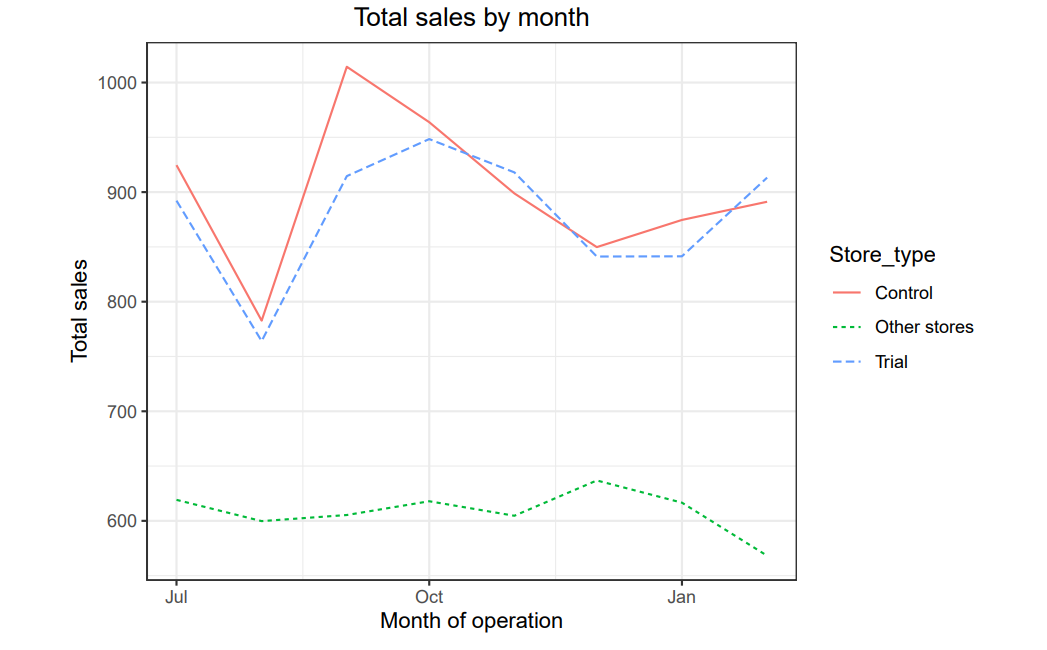 Total sales by month
1000
900
800
700
600
Total sales
Jul
Oct
Jan
Month of operation
Store_type
Control
Other stores
Trial